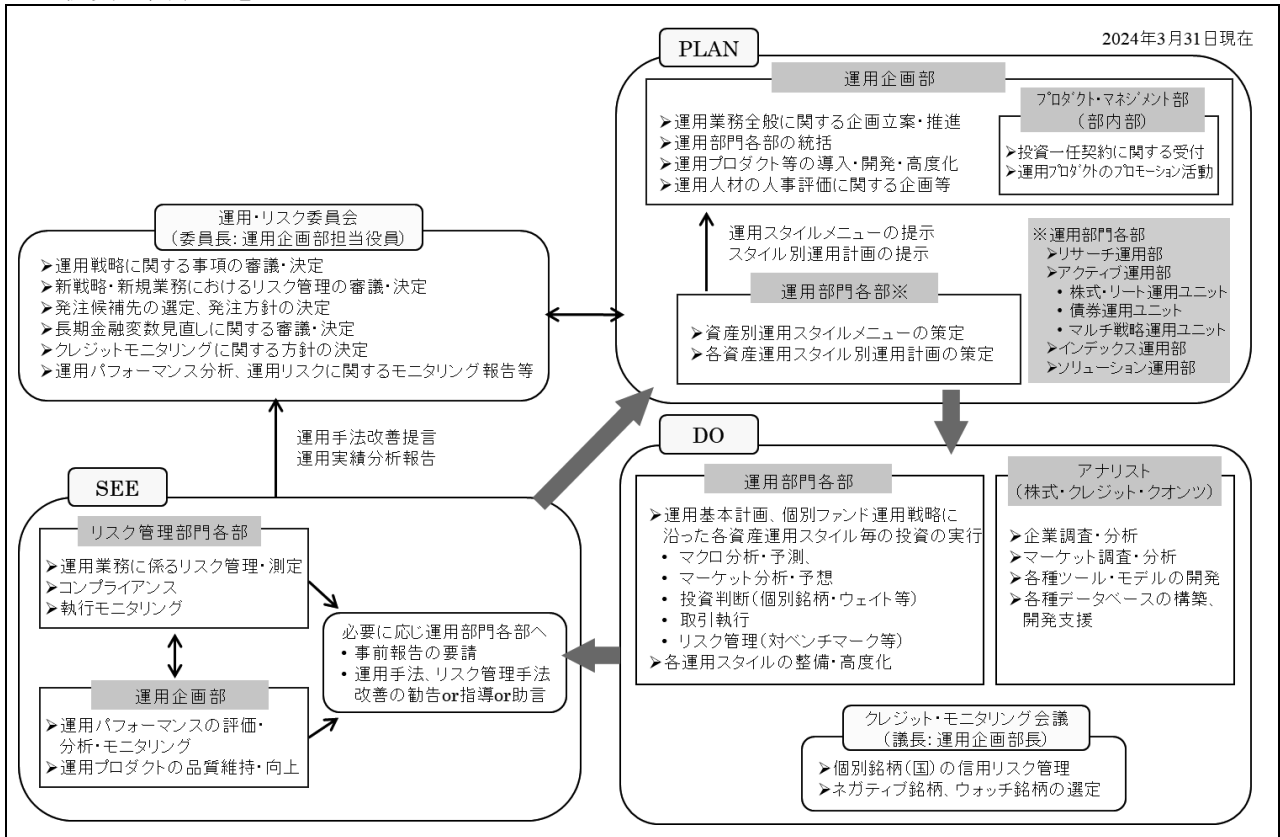 2024年3月31日現在
PLAN
運用企画部
➢運用業務全般に関する企画立案・推進
➢運用部門各部の統括
➢運用プロダクト等の導入・開発・高度化
➢運用人材の人事評価に関する企画等
プロダクト・マネジメント部
(部内部)
➢投資一任契約に関する受付
➢運用プロダクトのプロモーション活動
運用スタイルメニューの提示
スタイル別運用計画の提示
運用部門各部※
➢資産別運用スタイルメニューの策定
➢各資産運用スタイル別運用計画の策定
※運用部門各部
➢リサーチ運用部
➢アクティブ運用部
• 株式・リート運用ユニット
• 債券運用ユニット
• マルチ戦略運用ユニット
➢インデックス運用部
➢ソリューション運用部
運用・リスク委員会
(委員長: 運用企画部担当役員)
➢運用戦略に関する事項の審議・決定
➢新戦略・新規業務におけるリスク管理の審議・決定
➢発注候補先の選定、発注方針の決定
➢長期金融変数見直しに関する審議・決定
➢クレジットモニタリングに関する方針の決定
➢運用パフォーマンス分析、運用リスクに関するモニタリング報告等
運用手法改善提言
運用実績分析報告
DO
運用部門各部
➢運用基本計画、個別ファンド運用戦略に
沿った各資産運用スタイル毎の投資の実行
• マクロ分析・予測、
• マーケット分析・予想
• 投資判断(個別銘柄・ウェイト等)
• 取引執行
• リスク管理(対ベンチマーク等)
➢各運用スタイルの整備・高度化
アナリスト
(株式・クレジット・クオンツ)
➢企業調査・分析
➢マーケット調査・分析
➢各種ツール・モデルの開発
➢各種データベースの構築、
開発支援
クレジット・モニタリング会議
(議長: 運用企画部長)
➢個別銘柄(国)の信用リスク管理
➢ネガティブ銘柄、ウォッチ銘柄の選定
SEE
リスク管理部門各部
➢運用業務に係るリスク管理・測定
➢コンプライアンス
➢執行モニタリング
運用企画部
➢運用パフォーマンスの評価・
分析・モニタリング
➢運用プロダクトの品質維持・向上
必要に応じ運用部門各部へ
• 事前報告の要請
• 運用手法、リスク管理手法
改善の勧告or指導or助言